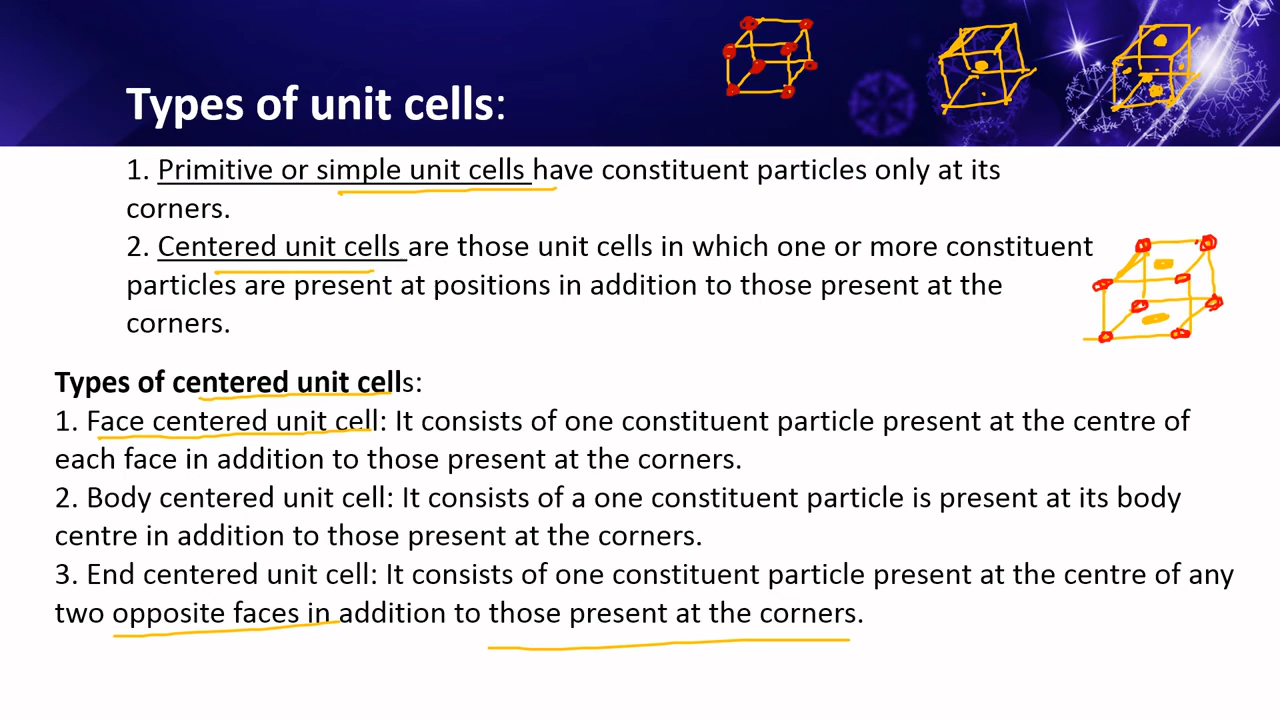 Types of unit cells:
1. Primitive or simple unit cells have constituent particles only at its
corners.
2. Centered unit cells are those unit cells in which one or more constituent
particles are present at positions in addition to those present at the
corners.
Types of centered unit cells:
1. Face centered unit cell: It consists of one constituent particle present at the centre of
each face in addition to those present at the corners.
2. Body centered unit cell: It consists of a one constituent particle is present at its body
centre in addition to those present at the corners.
3. End centered unit cell: It consists of one constituent particle present at the centre of any
two opposite faces in addition to those present at the corners.